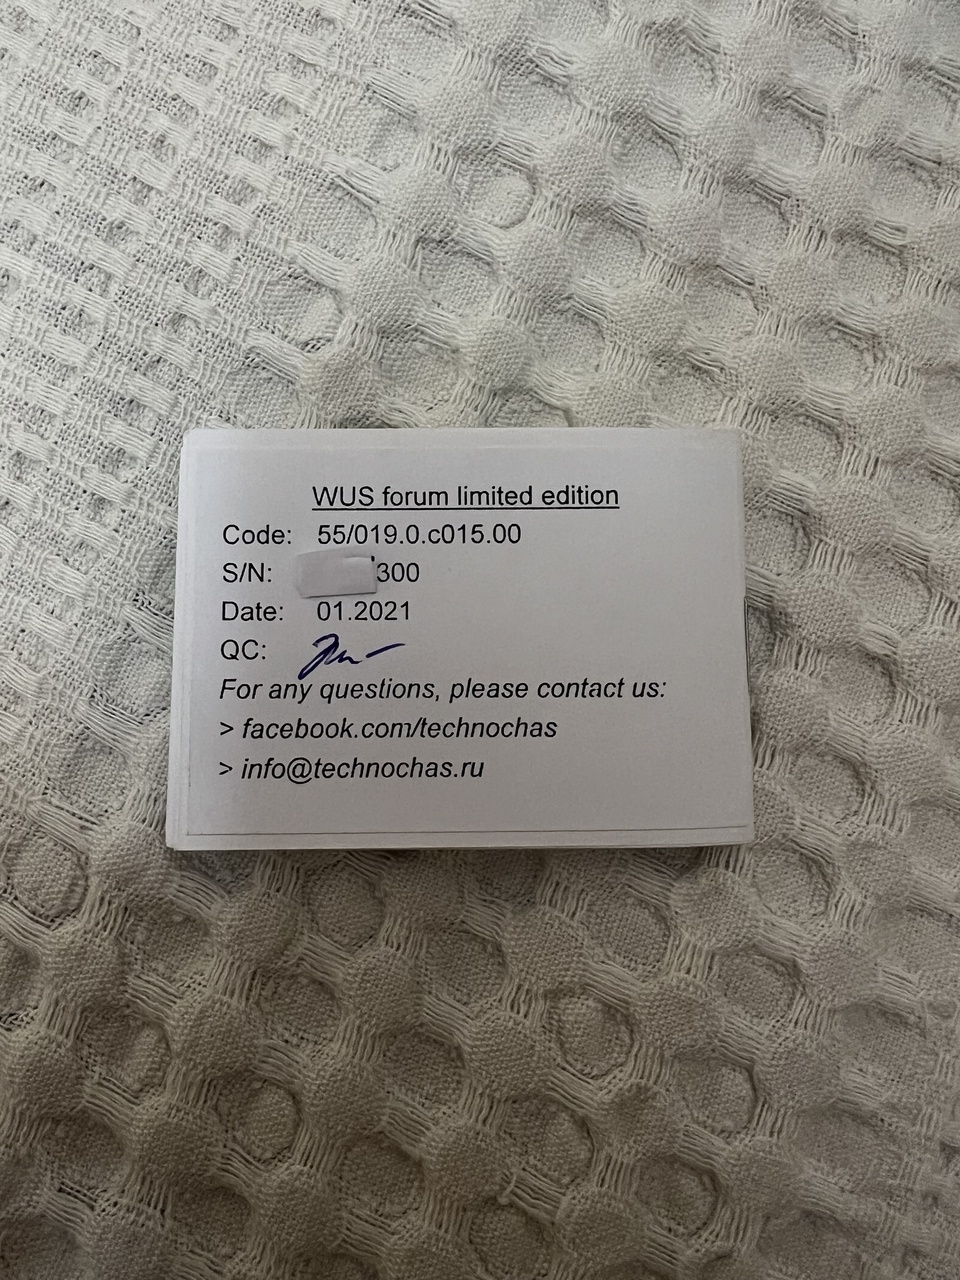 WUS forum limited edition
Code: 55/019.0.c015.00
S/N: 300
Date: 01.2021
QC:
For any questions, please contact us:
> facebook.com/technochas
> info@technochas.ru